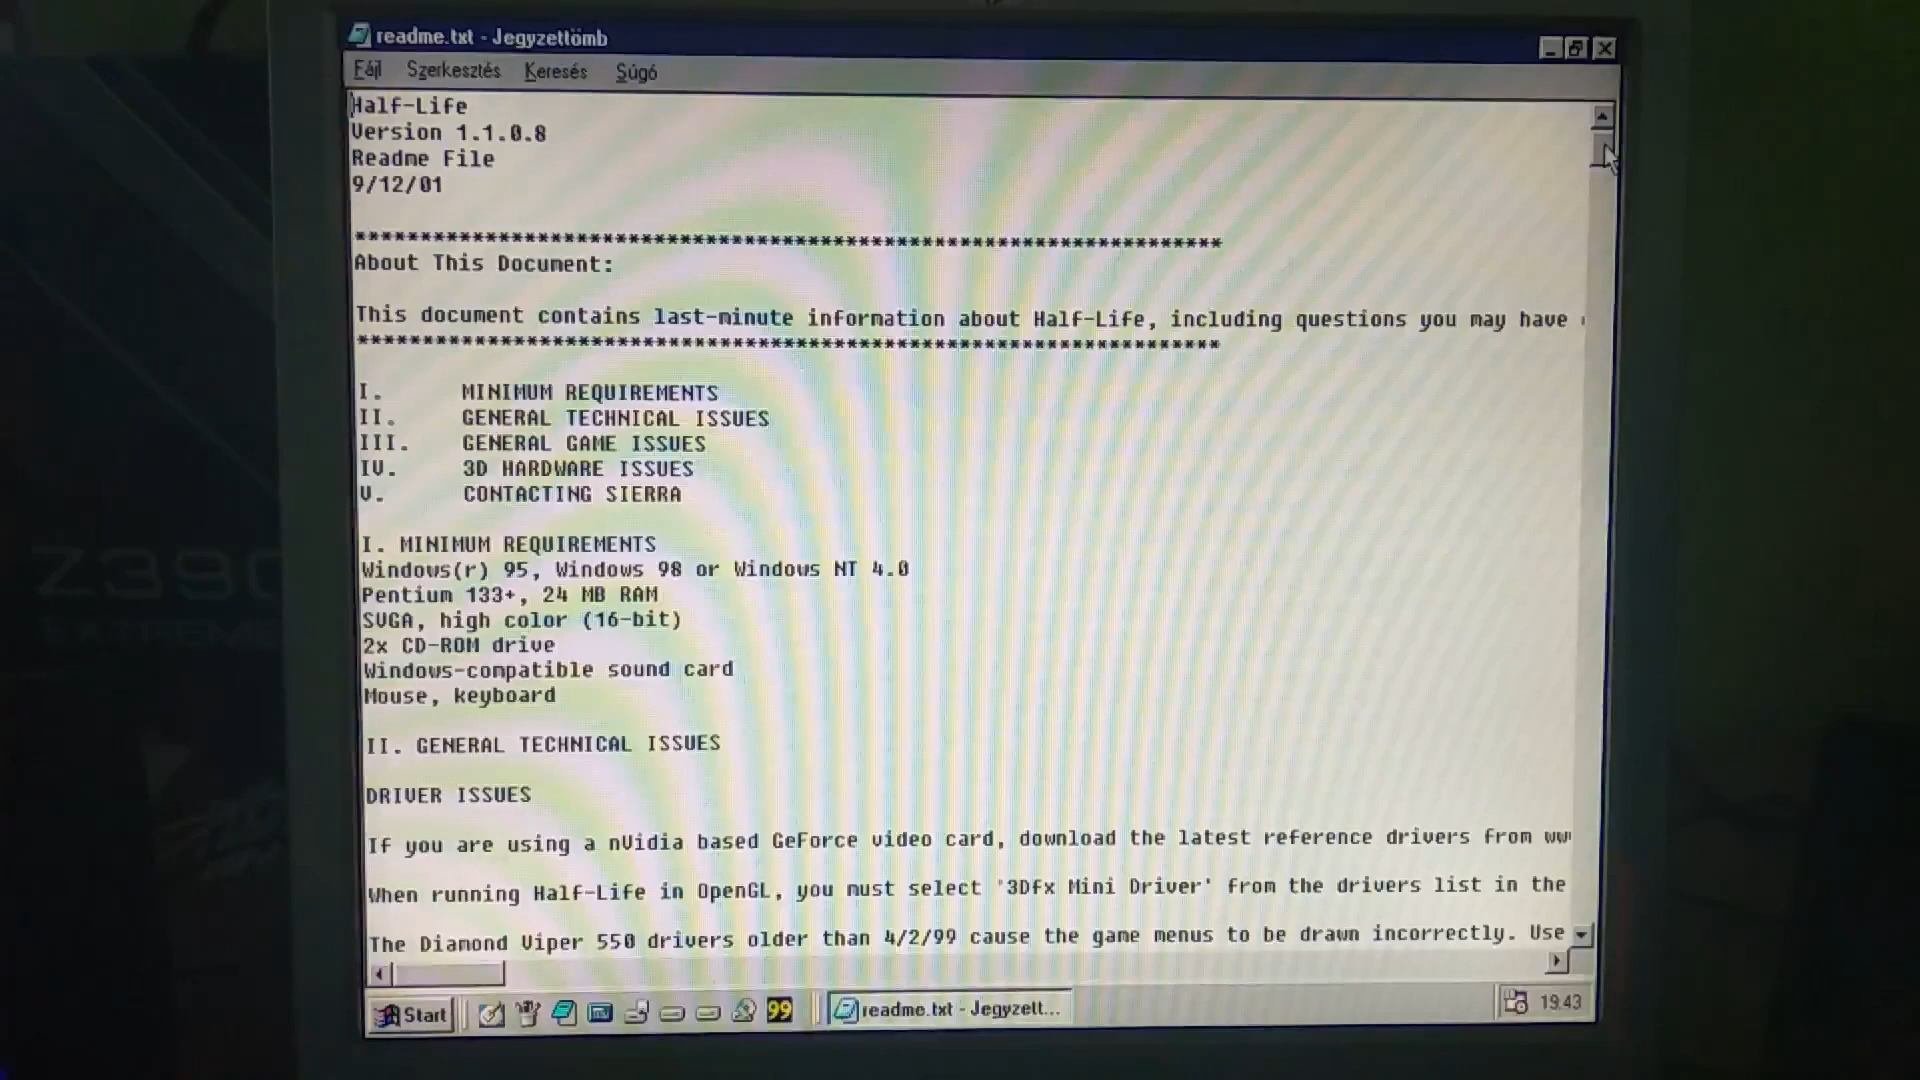 readme.txt - Jegyzettömb
Fájl Szerkesztés Keresés Súgó
Half-Life
Version 1.1.0.8
Readme File
9/12/01
*******************************************************************
About This Document:
This document contains last-minute information about Half-Life, including questions you may have
*******************************************************************
I. MINIMUM REQUIREMENTS
II. GENERAL TECHNICAL ISSUES
III. GENERAL GAME ISSUES
IV. 3D HARDWARE ISSUES
V. CONTACTING SIERRA
I. MINIMUM REQUIREMENTS
Windows(r) 95, Windows 98 or Windows NT 4.0
Pentium 133+, 24 MB RAM
SVGA, high color (16-bit)
2x CD-ROM drive
Windows-compatible sound card
Mouse, keyboard
II. GENERAL TECHNICAL ISSUES
DRIVER ISSUES
If you are using a nVidia based GeForce video card, download the latest reference drivers from
When running Half-Life in OpenGL, you must select '3Dfx Mini Driver' from the drivers list in the
The Diamond Viper 550 drivers older than 4/2/99 cause the game menus to be drawn incorrectly. Use
Start 99 readme.txt - Jegyzett... 19:43
Z390
EXTREME